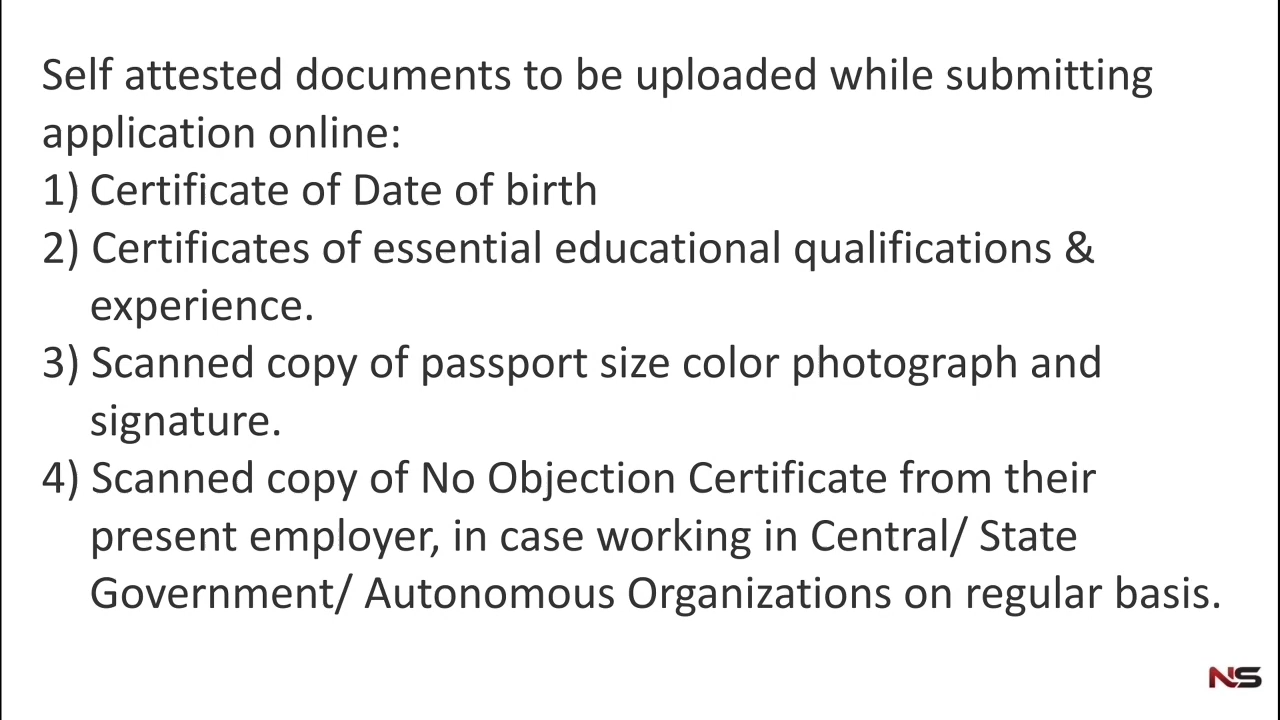 Self attested documents to be uploaded while submitting
application online:
1) Certificate of Date of birth
2) Certificates of essential educational qualifications &
experience.
3) Scanned copy of passport size color photograph and
signature.
4) Scanned copy of No Objection Certificate from their
present employer, in case working in Central/ State
Government/ Autonomous Organizations on regular basis.
NS